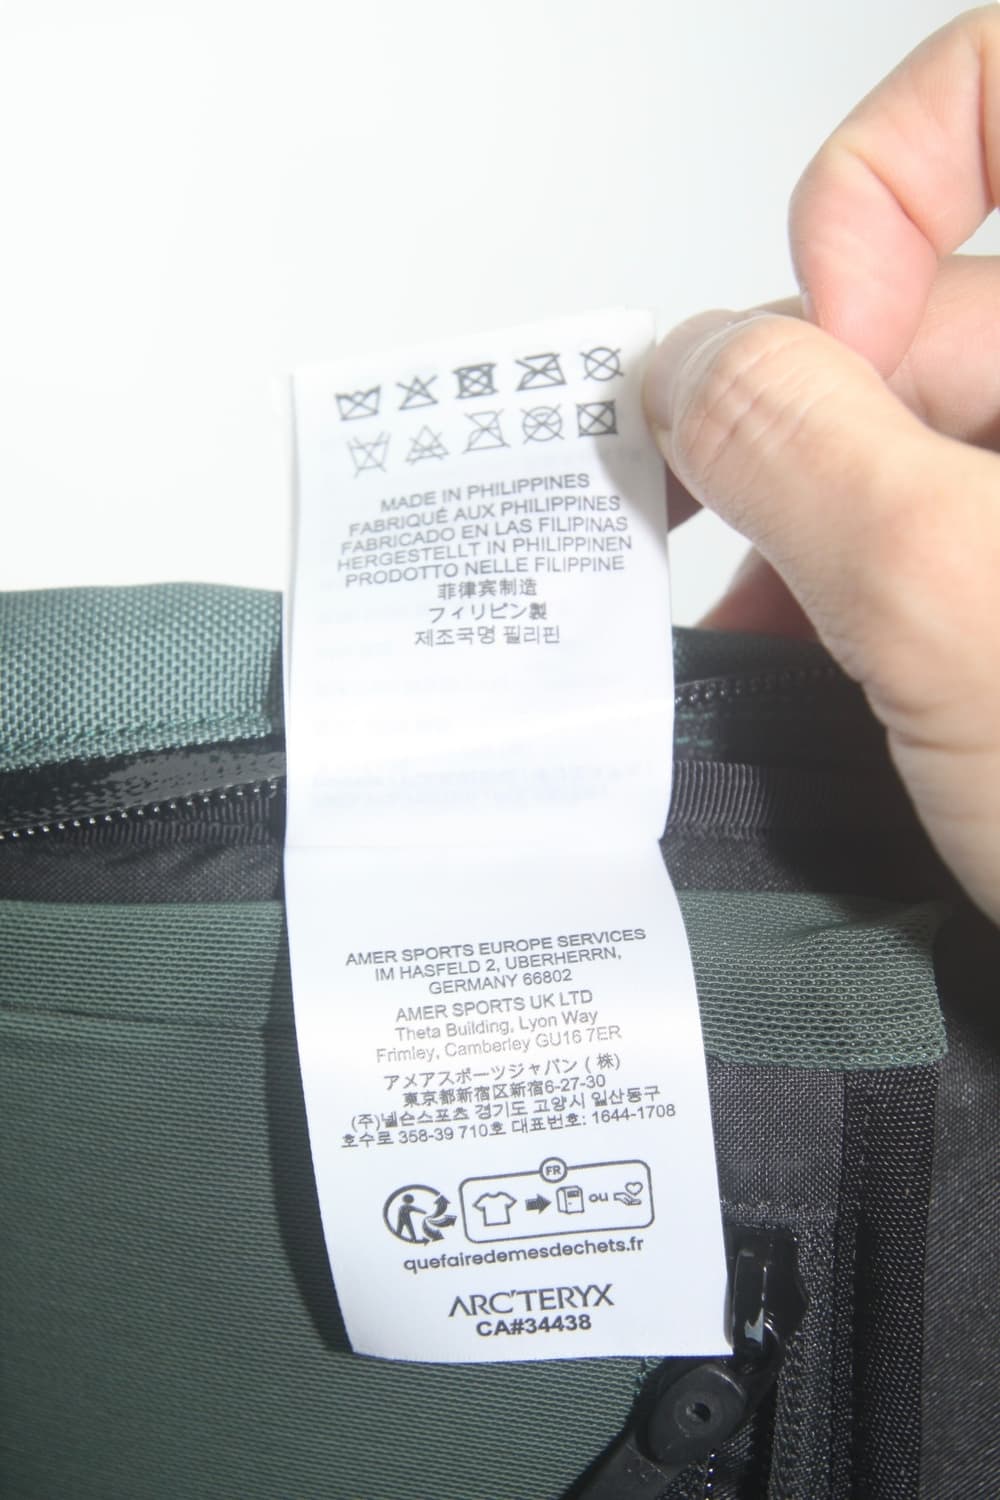 MADE IN PHILIPPINES
FABRIQUÉ AUX PHILIPPINES
FABRICADO EN LAS FILIPINAS
HERGESTELLT IN PHILIPPINEN
PRODOTTO NELLE FILIPPINE
菲律宾制造
フィリピン製
제조국명 필리핀
AMER SPORTS EUROPE SERVICES
IM HASFELD 2, UBERHERRN,
GERMANY 66802
AMER SPORTS UK LTD
Theta Building, Lyon Way
Frimley, Camberley GU16 7ER
アメアスポーツジャパン (株)
東京都新宿区新宿6-27-30
(주)넬슨스포츠 경기도 고양시 일산동구
호수로 358-39 710호 대표번호: 1644-1708
FR
ou
quefairedemesdechets.fr
ARC'TERYX
CA#34438